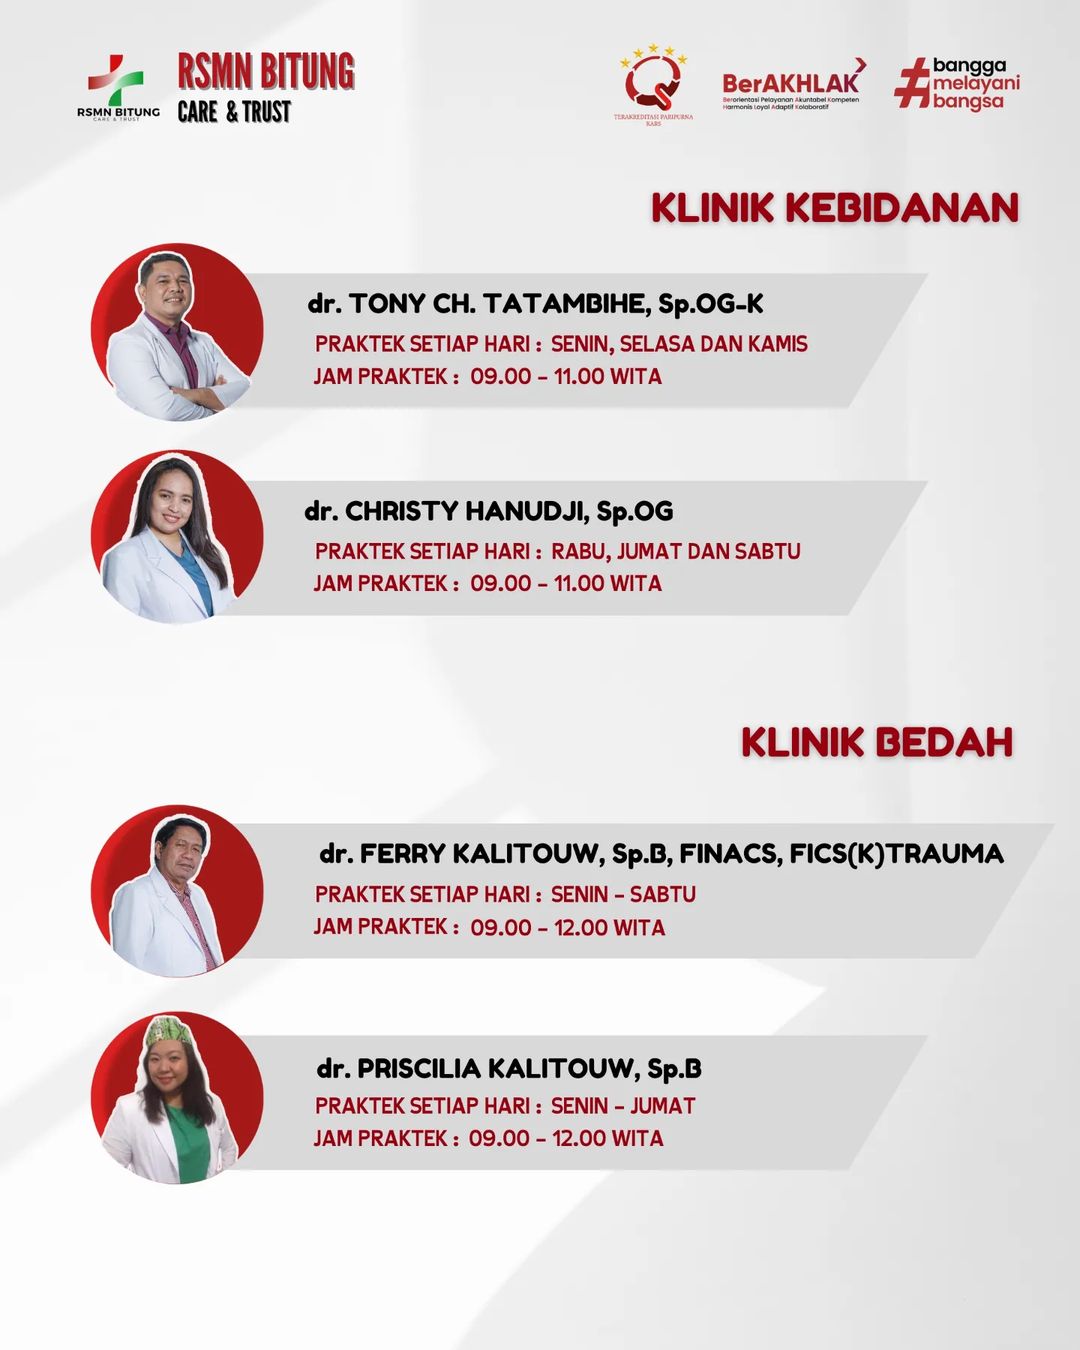 RSMN BITUNG
CARE & TRUST
RSMN BITUNG
CARE & TRUST
TERAKREDITASI PARIPURNA
KARS
BerAKHLAK
Berorientasi Pelayanan Akuntabel Kompeten
Harmonis Loyal Adaptif Kolaboratif
#bangga
melayani
bangsa
KLINIK KEBIDANAN
dr. TONY CH. TATAMBIHE, Sp.OG-K
PRAKTEK SETIAP HARI : SENIN, SELASA DAN KAMIS
JAM PRAKTEK : 09.00 - 11.00 WITA
dr. CHRISTY HANUDJI, Sp.OG
PRAKTEK SETIAP HARI : RABU, JUMAT DAN SABTU
JAM PRAKTEK : 09.00 - 11.00 WITA
KLINIK BEDAH
dr. FERRY KALITOUW, Sp.B, FINACS, FICS(K)TRAUMA
PRAKTEK SETIAP HARI : SENIN - SABTU
JAM PRAKTEK : 09.00 - 12.00 WITA
dr. PRISCILIA KALITOUW, Sp.B
PRAKTEK SETIAP HARI : SENIN - JUMAT
JAM PRAKTEK : 09.00 - 12.00 WITA